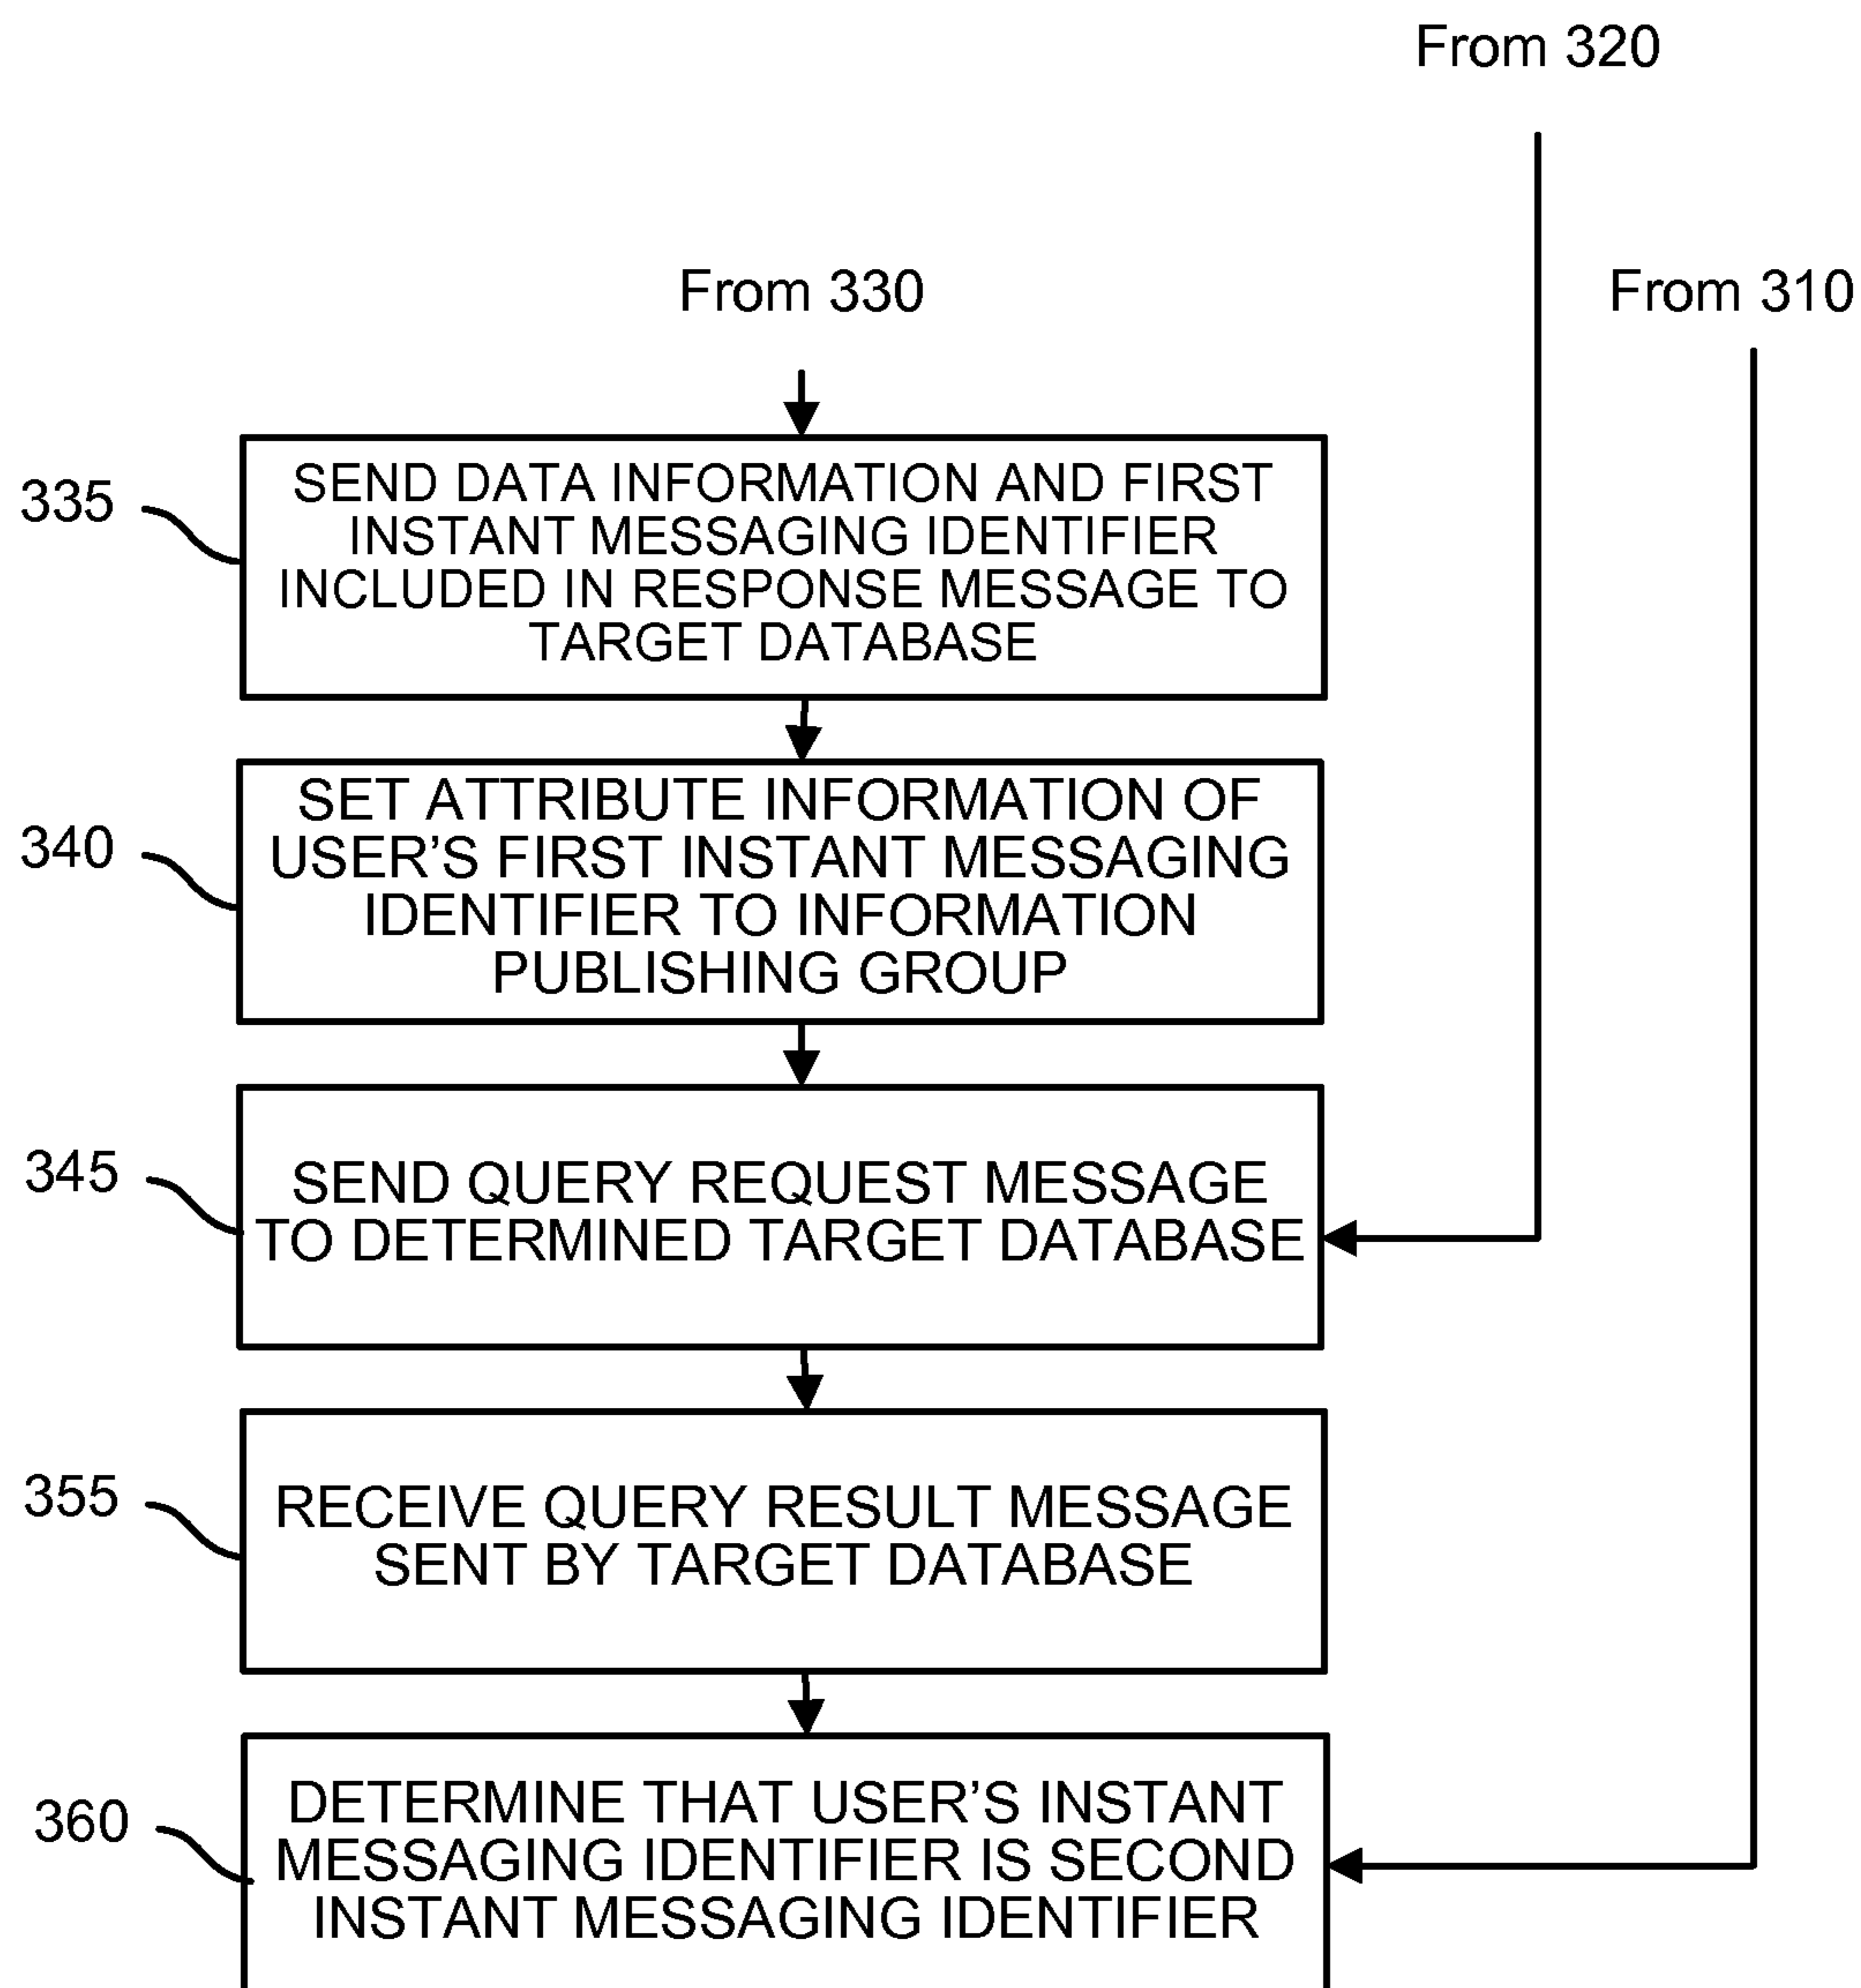 From 320
From 330
From 310
335
SEND DATA INFORMATION AND FIRST
INSTANT MESSAGING IDENTIFIER
INCLUDED IN RESPONSE MESSAGE TO
TARGET DATABASE
340
SET ATTRIBUTE INFORMATION OF
USER’S FIRST INSTANT MESSAGING
IDENTIFIER TO INFORMATION
PUBLISHING GROUP
345
SEND QUERY REQUEST MESSAGE
TO DETERMINED TARGET DATABASE
355
RECEIVE QUERY RESULT MESSAGE
SENT BY TARGET DATABASE
360
DETERMINE THAT USER’S INSTANT
MESSAGING IDENTIFIER IS SECOND
INSTANT MESSAGING IDENTIFIER